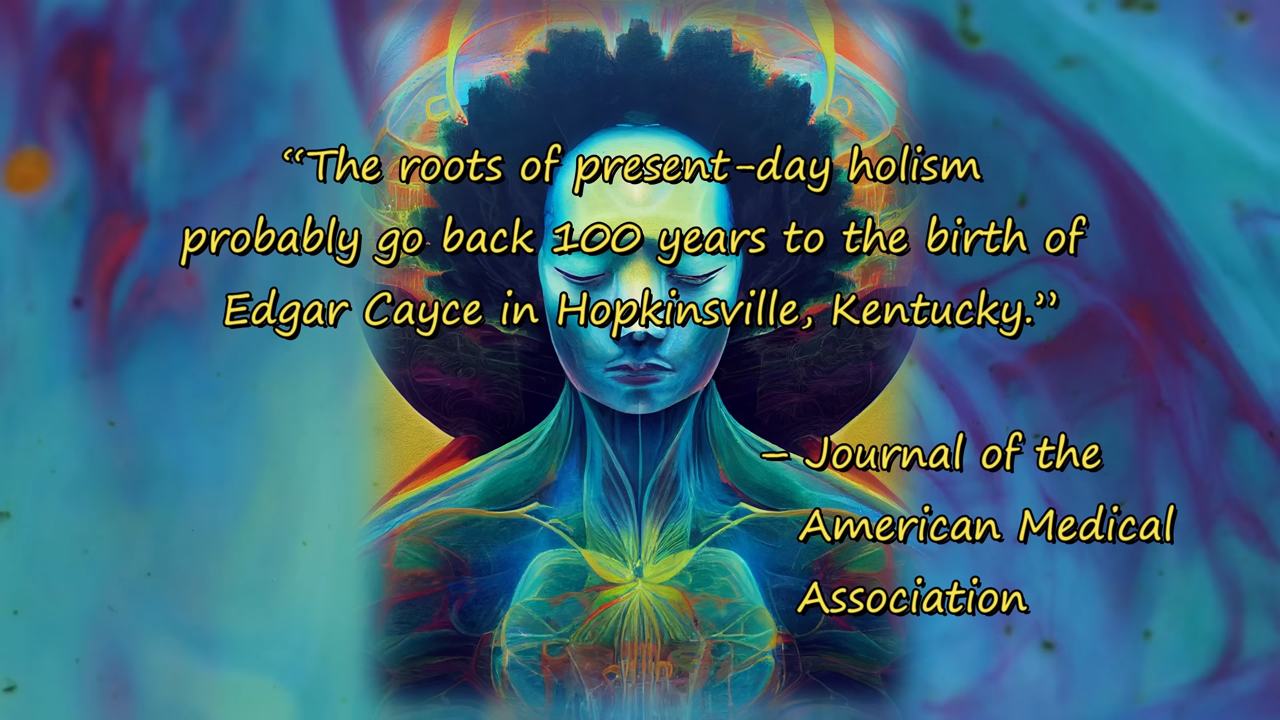 “The roots of present-day holism
probably go back 100 years to the birth of
Edgar Cayce in Hopkinsville, Kentucky.”
– Journal of the
American Medical
Association